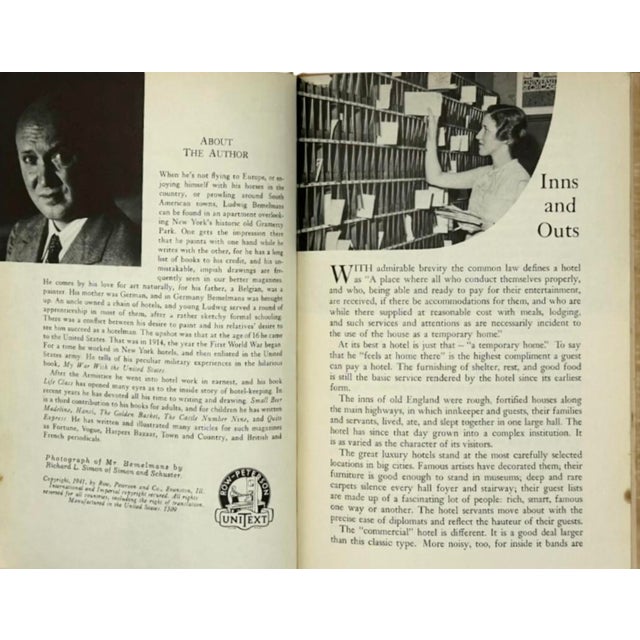 ABOUT
THE AUTHOR
When he's not flying to Europe, or en-
joying himself with his horses in the
country, or prowling around South
American towns, Ludwig Bemelmans
can be found in an apartment overlook-
ing New York's historic old Gramercy
Park. One gets the impression there
that he paints with one hand while he
writes with the other, for he has a long
list of books to his credit, and his un-
mistakable, impish drawings are fre-
quently seen in our better magazines.
He comes by his love for art naturally, for his father, a Belgian, was a
painter. His mother was German, and in Germany Bemelmans was brought
up. An uncle owned a chain of hotels, and young Ludwig served a round of
apprenticeship in most of them, after a rather sketchy formal schooling.
There was a conflict between his desire to paint and his relatives' desire to
see him succeed as a hotelman. The upshot was that at the age of 16 he came
to the United States. That was in 1914, the year the First World War began.
For a time he worked in New York hotels, and then enlisted in the United
States army. He tells of his peculiar military experiences in the hilarious
book, My War With the United States.
After the Armistice he went into hotel work in earnest, and his book
Life Class has opened many eyes as to the inside story of hotel-keeping. In
recent years he has devoted all his time to writing and drawing. Small Beer
is a third contribution to his books for adults, and for children he has written
Madeline, Hansi, The Golden Basket, The Castle Number Nine, and Quito
Express. He has written and illustrated many articles for such magazines
as Fortune, Vogue, Harpers Bazaar, Town and Country, and British and
French periodicals.
Photograph of Mr. Bemelmans by
Richard L. Simon of Simon and Schuster.
Copyright, 1941, by Row, Peterson and Co., Evanston, Ill.
International and Imperial copyright secured. All rights
reserved for all countries, including the right of translation.
Manufactured in the United States. 1500
ROW-PETERSON
UNITEXT
Inns
and
Outs
WITH admirable brevity the common law defines a hotel
as "A place where all who conduct themselves properly,
and who, being able and ready to pay for their entertainment,
are received, if there be accommodations for them, and who are
while there supplied at reasonable cost with meals, lodging,
and such services and attentions as are necessarily incident to
the use of the house as a temporary home."
At its best a hotel is just that – "a temporary home." To say
that he "feels at home there" is the highest compliment a guest
can pay a hotel. The furnishing of shelter, rest, and good food
is still the basic service rendered by the hotel since its earliest
form.
The inns of old England were rough, fortified houses along
the main highways, in which innkeeper and guests, their families
and servants, lived, ate, and slept together in one large hall. The
hotel has since that day grown into a complex institution. It
is as varied as the character of its visitors.
The great luxury hotels stand at the most carefully selected
locations in big cities. Famous artists have decorated them; their
furniture is good enough to stand in museums; deep and rare
carpets silence every hall foyer and stairway; their guest lists
are made up of a fascinating lot of people: rich, smart, famous
one way or another. The hotel servants move about with the
precise ease of diplomats and reflect the hauteur of their guests.
The "commercial" hotel is different. It is a good deal larger
than this classic type. More noisy, too, for inside it bands are